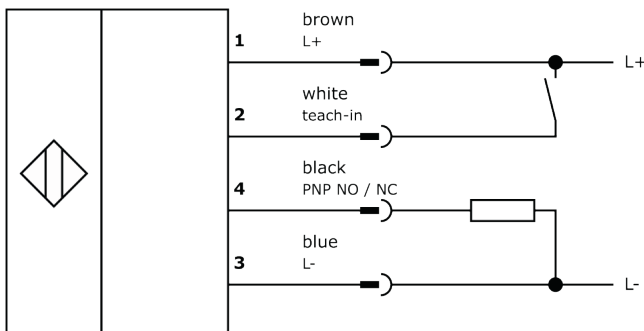 brown
1 L+
L+
white
2 teach-in
black
4 PNP NO / NC
blue
3 L-
L-